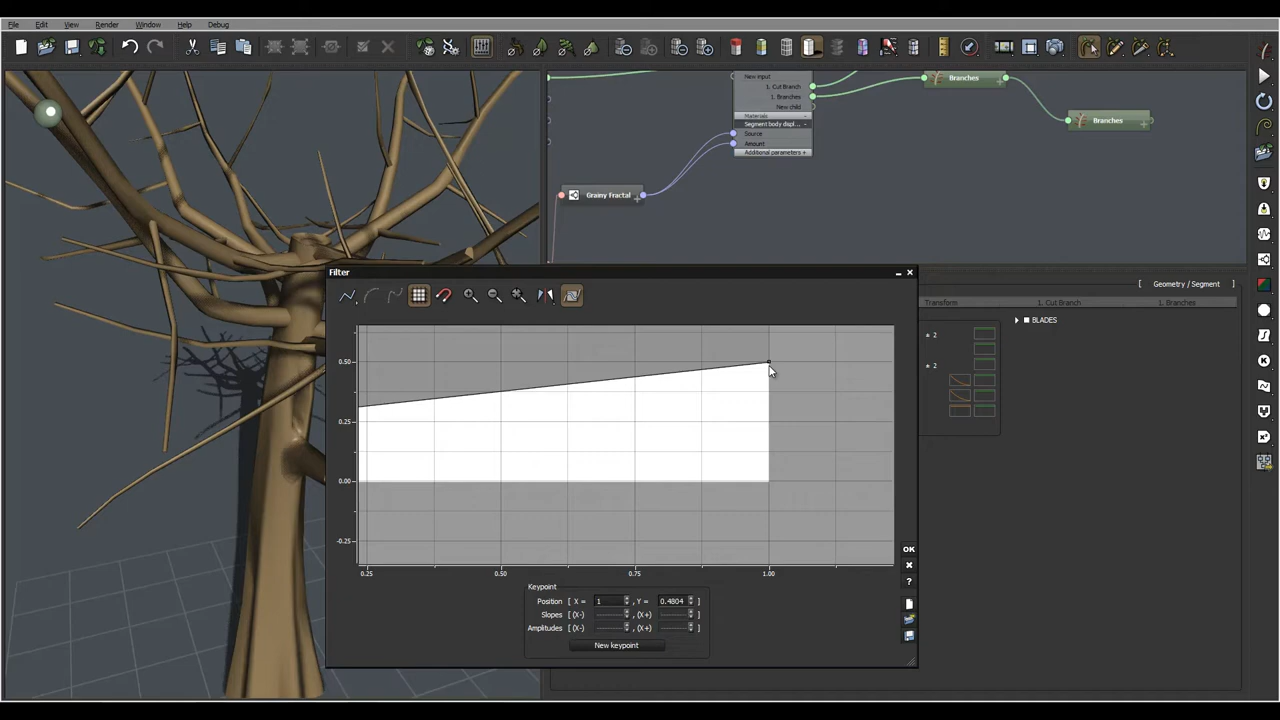 File Edit View Render Window Help Debug
New input
1. Cut Branch
1. Branches
New child
Materials -
Segment body displ... -
Source
Amount
Additional parameters +
Branches
Branches
Grainy Fractal
Filter
[ Geometry / Segment ]
Transform 1. Cut Branch 1. Branches
BLADES
* 2
* 2
0.50
0.25
0.00
-0.25
0.25 0.50 0.75 1.00
OK
?
Keypoint
Position [ X = 1 , Y = 0.4804 ]
Slopes [ (X-) , (X+) ]
Amplitudes [ (X-) , (X+) ]
New keypoint